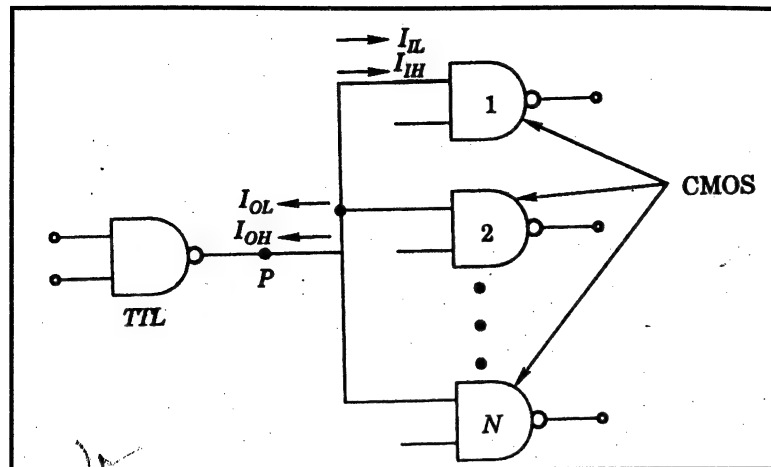 I_IL
I_IH
1
CMOS
I_OL
I_OH
2
P
TTL
N